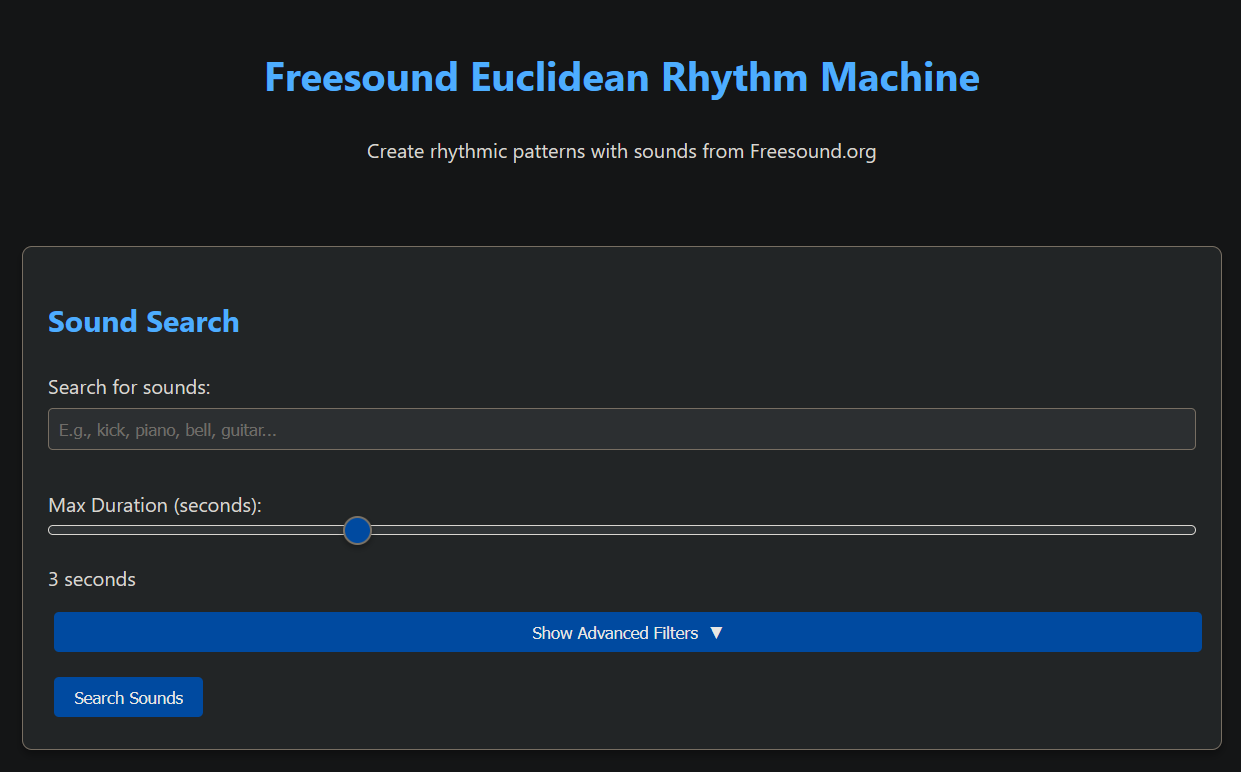 Freesound Euclidean Rhythm Machine
Create rhythmic patterns with sounds from Freesound.org
Sound Search
Search for sounds:
E.g., kick, piano, bell, guitar...
Max Duration (seconds):
3 seconds
Show Advanced Filters ▼
Search Sounds